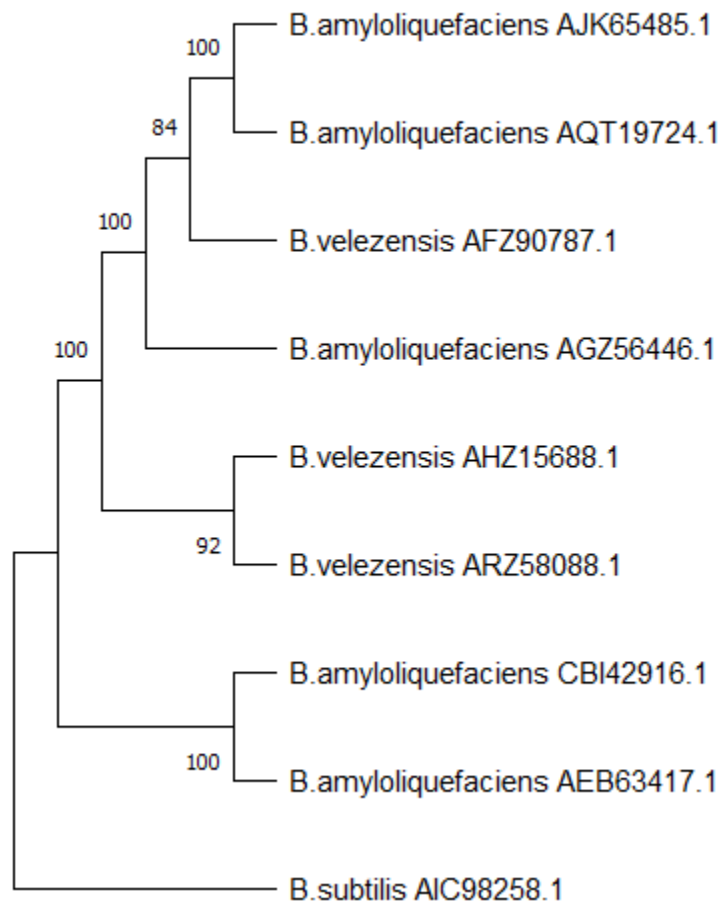 B.amyloliquefaciens AJK65485.1
100
B.amyloliquefaciens AQT19724.1
84
100
B.velezensis AFZ90787.1
100
B.amyloliquefaciens AGZ56446.1
B.velezensis AHZ15688.1
92
B.velezensis ARZ58088.1
B.amyloliquefaciens CBI42916.1
100
B.amyloliquefaciens AEB63417.1
B.subtilis AIC98258.1